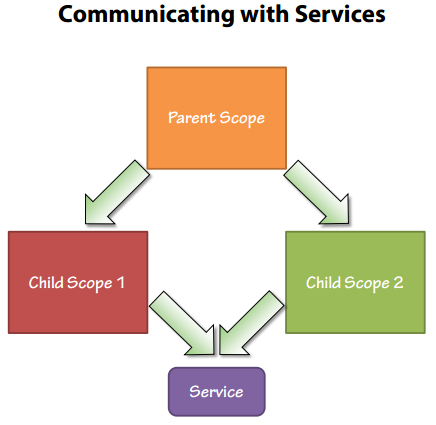 Communicating with Services
Parent Scope
Child Scope 1
Child Scope 2
Service